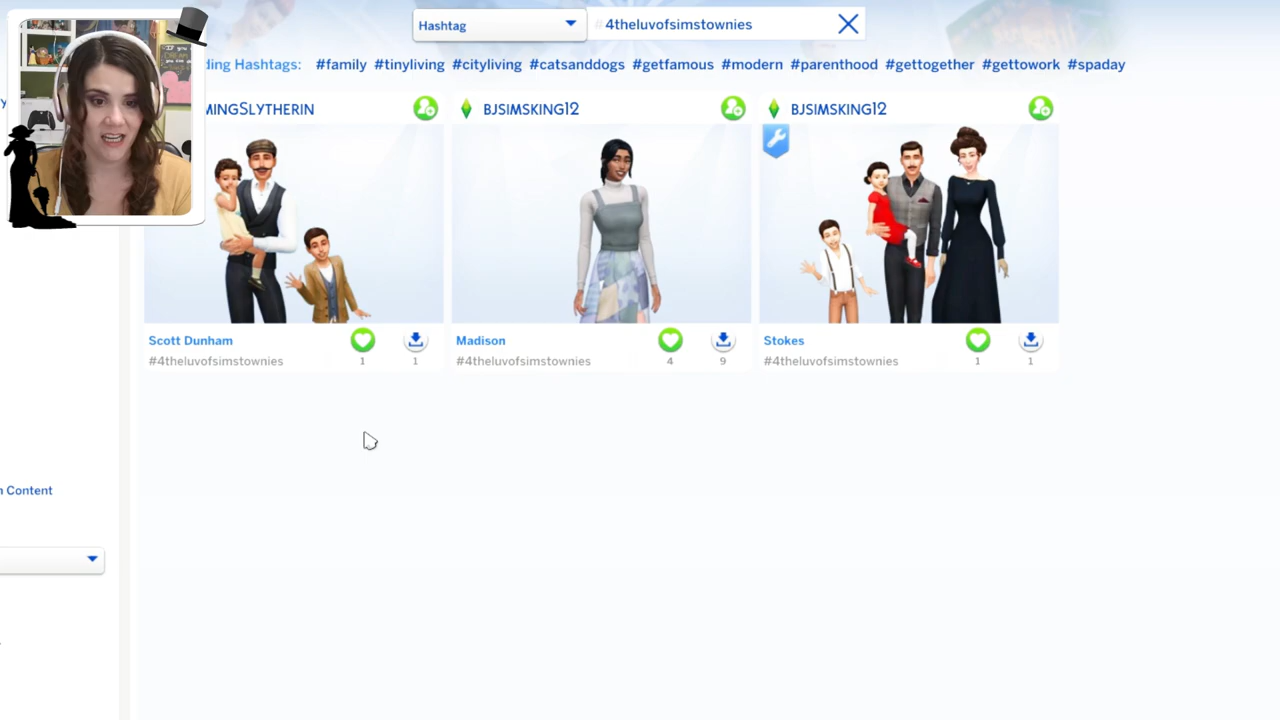 Hashtag
# 4theluvofsimstownies
ding Hashtags: #family #tinyliving #cityliving #catsanddogs #getfamous #modern #parenthood #gettogether #gettowork #spaday
MINGSLYTHERIN
BJSIMSKING12
BJSIMSKING12
Scott Dunham
1
1
#4theluvofsimstownies
Madison
4
9
#4theluvofsimstownies
Stokes
1
1
#4theluvofsimstownies
n Content